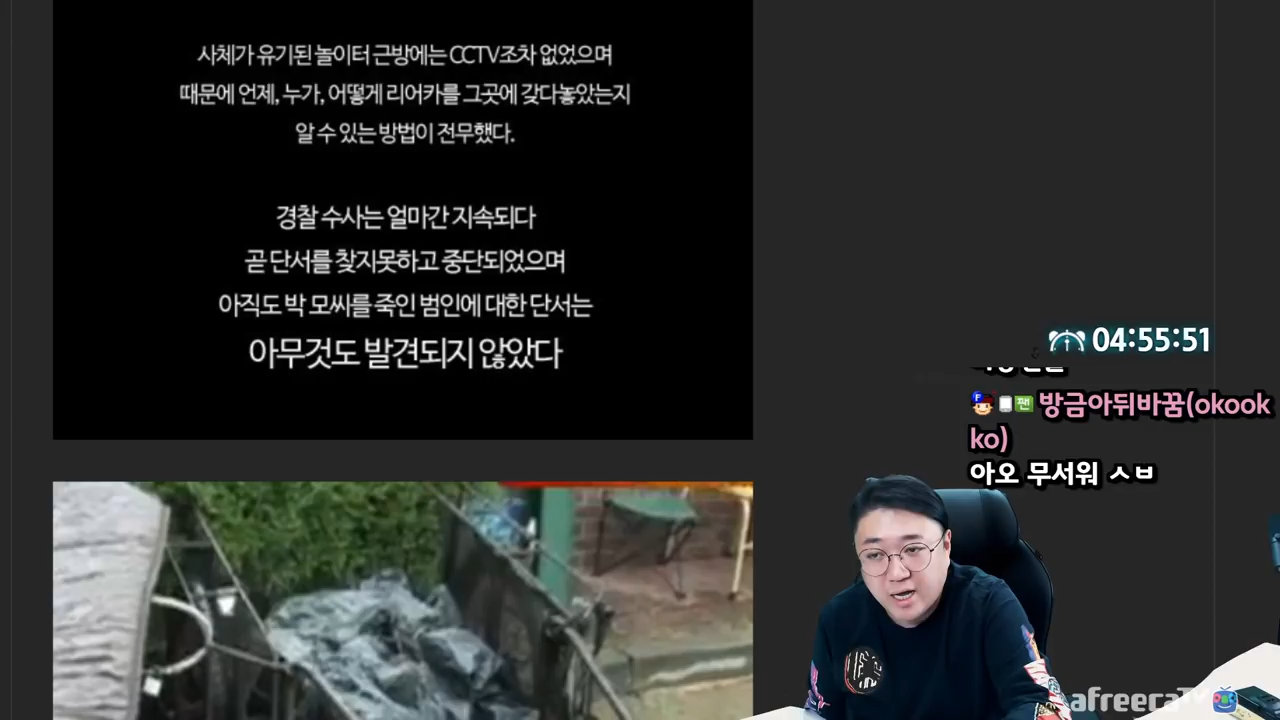 사체가 유기된 놀이터 근방에는 CCTV조차 없었으며
때문에 언제, 누가, 어떻게 리어카를 그곳에 갖다놓았는지
알 수 있는 방법이 전무했다.
경찰 수사는 얼마간 지속되다
곧 단서를 찾지못하고 중단되었으며
아직도 박 모씨를 죽인 범인에 대한 단서는
아무것도 발견되지 않았다
04:55:51
F 팬 방금아뒤바꿈(okook
ko)
아오 무서워 ㅅㅂ
afreecaTV